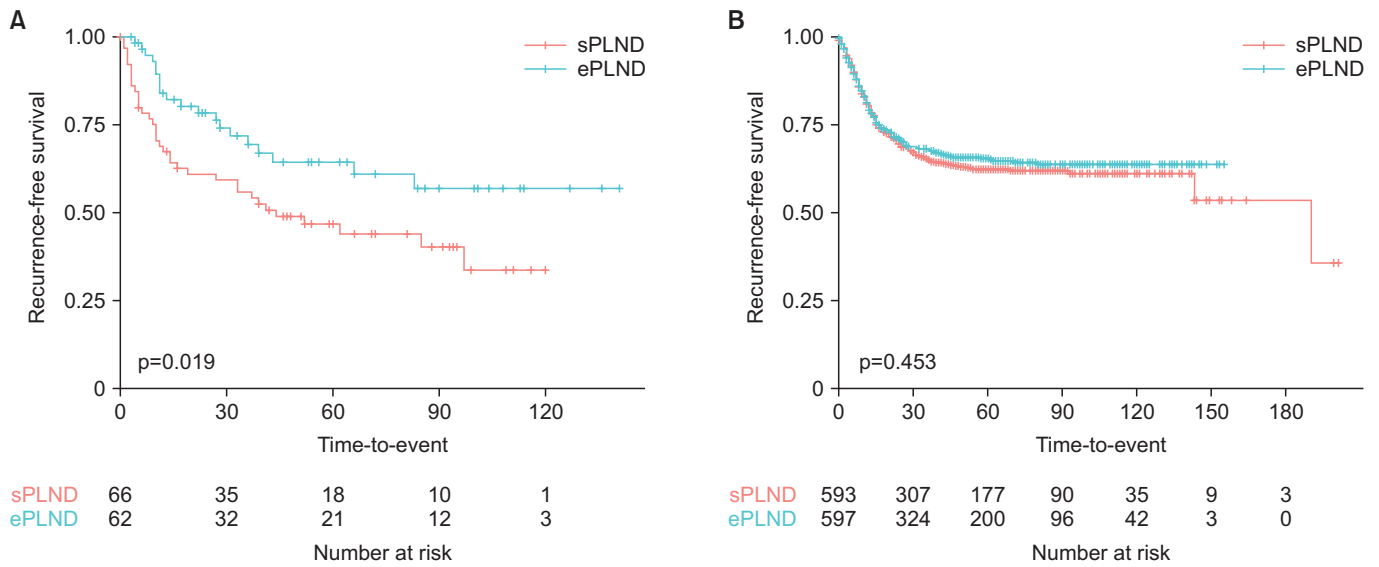 A
1.00
0.75
0.50
0.25
0
Recurrence-free survival
sPLND
ePLND
p=0.019
0 30 60 90 120
Time-to-event
sPLND 66 35 18 10 1
ePLND 62 32 21 12 3
Number at risk
B
1.00
0.75
0.50
0.25
0
Recurrence-free survival
sPLND
ePLND
p=0.453
0 30 60 90 120 150 180
Time-to-event
sPLND 593 307 177 90 35 9 3
ePLND 597 324 200 96 42 3 0
Number at risk